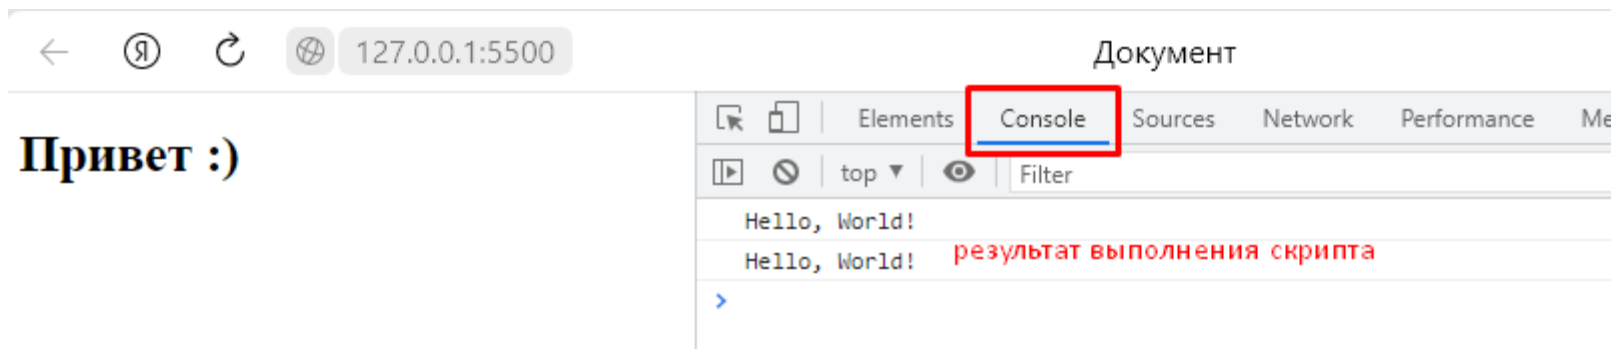 Я 127.0.0.1:5500 Документ
Elements Console Sources Network Performance Me
Привет :)
top Filter
Hello, World!
Hello, World! результат выполнения скрипта